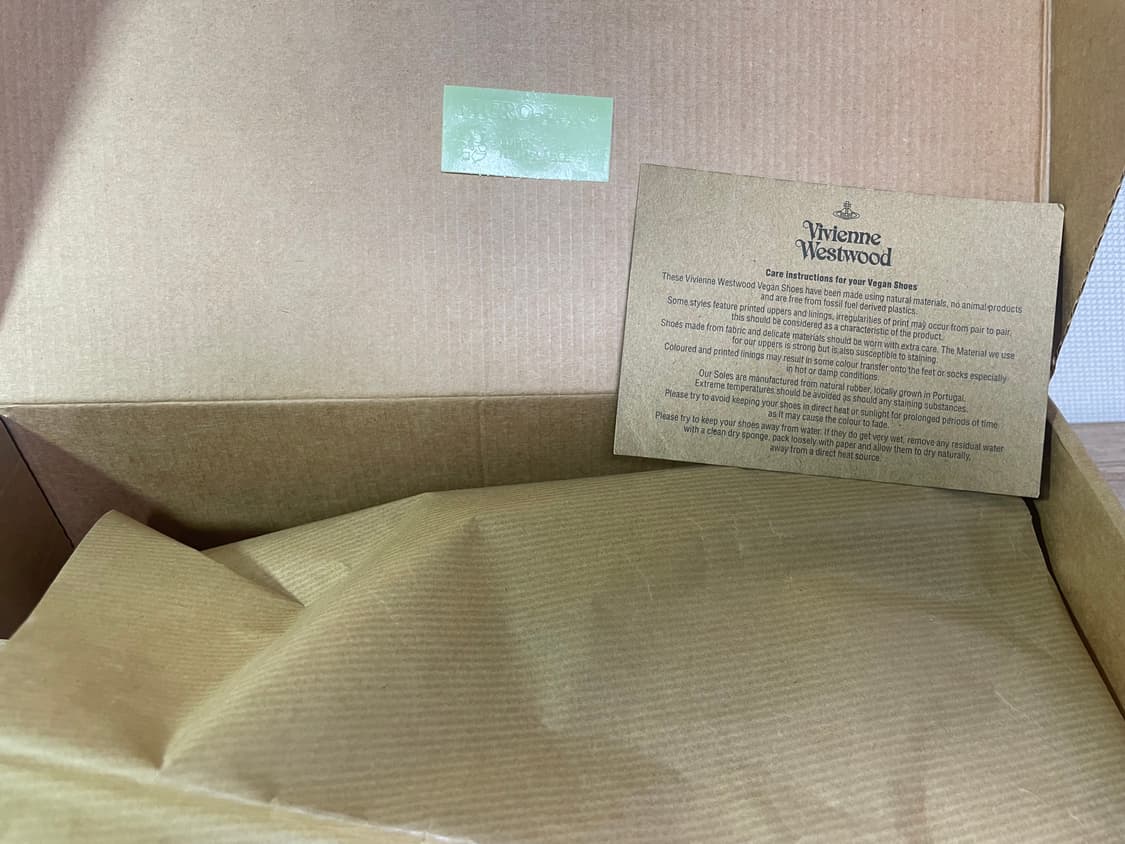 Vivienne
Westwood
Care instructions for your Vegan Shoes
These Vivienne Westwood Vegan Shoes have been made using natural materials, no animal products
and are free from fossil fuel derived plastics.
Some styles feature printed uppers and linings, irregularities of print may occur from pair to pair,
this should be considered as a characteristic of the product.
Shoes made from fabric and delicate materials should be worn with extra care. The Material we use
for our uppers is strong but is also susceptible to staining.
Coloured and printed linings may result in some colour transfer onto the feet or socks especially
in hot or damp conditions.
Our Soles are manufactured from natural rubber, locally grown in Portugal.
Extreme temperatures should be avoided as should any staining substances.
Please try to avoid keeping your shoes in direct heat or sunlight for prolonged periods of time
as it may cause the colour to fade.
Please try to keep your shoes away from water. If they do get very wet, remove any residual water
with a clean dry sponge, pack loosely with paper and allow them to dry naturally,
away from a direct heat source.